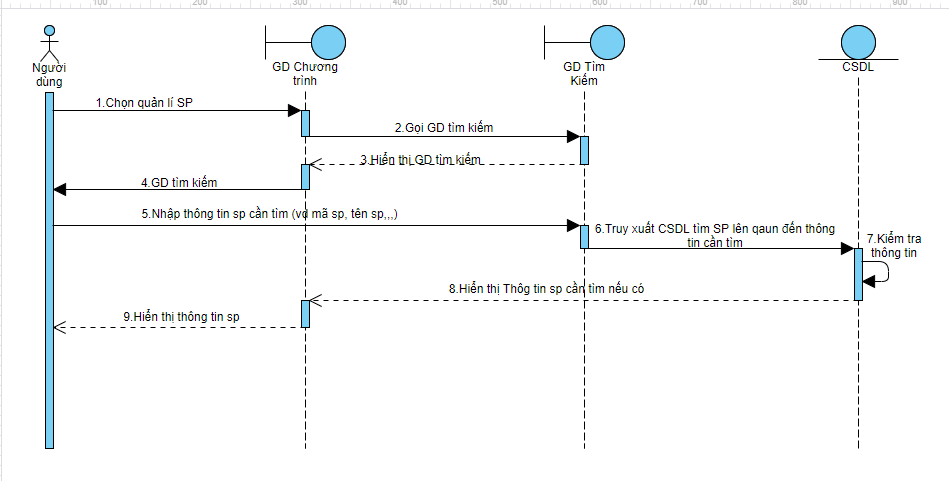 100 200 300 400 500 600 700 800 900
Người
dùng
GD Chương
trình
GD Tìm
Kiếm
CSDL
1.Chọn quản lí SP
2.Gọi GD tìm kiếm
3.Hiển thị GD tìm kiếm
4.GD tìm kiếm
5.Nhập thông tin sp cần tìm (vd mã sp, tên sp,,,)
6.Truy xuất CSDL tìm SP lên qaun đến thông
tin cần tìm
7.Kiểm tra
thông tin
8.Hiển thị Thôg tin sp cần tìm nếu có
9.Hiển thị thông tin sp